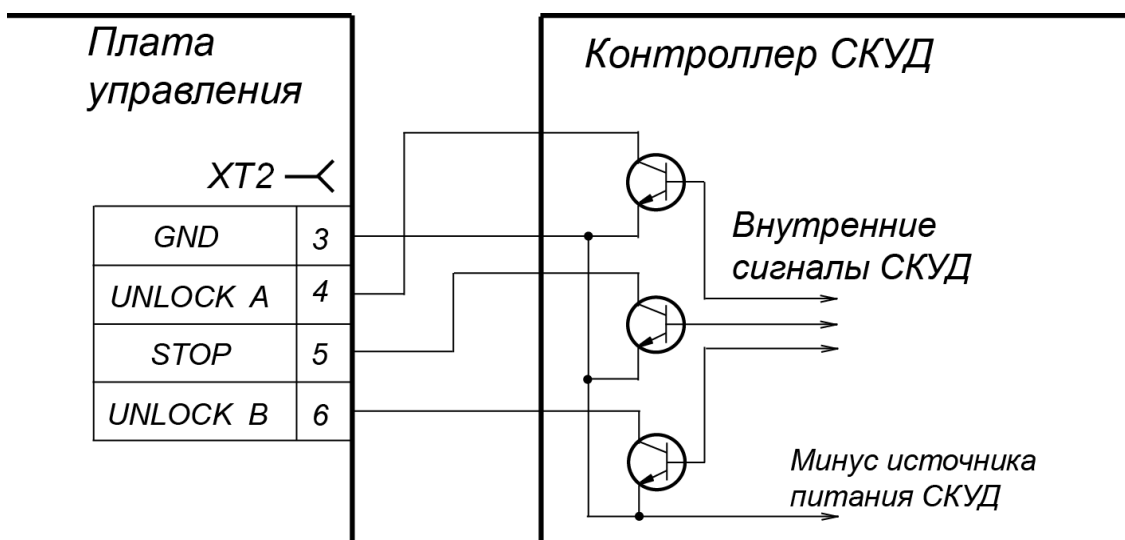 Плата
управления
Контроллер СКУД
XT2
GND 3
UNLOCK A 4
STOP 5
UNLOCK B 6
Внутренние
сигналы СКУД
Минус источника
питания СКУД